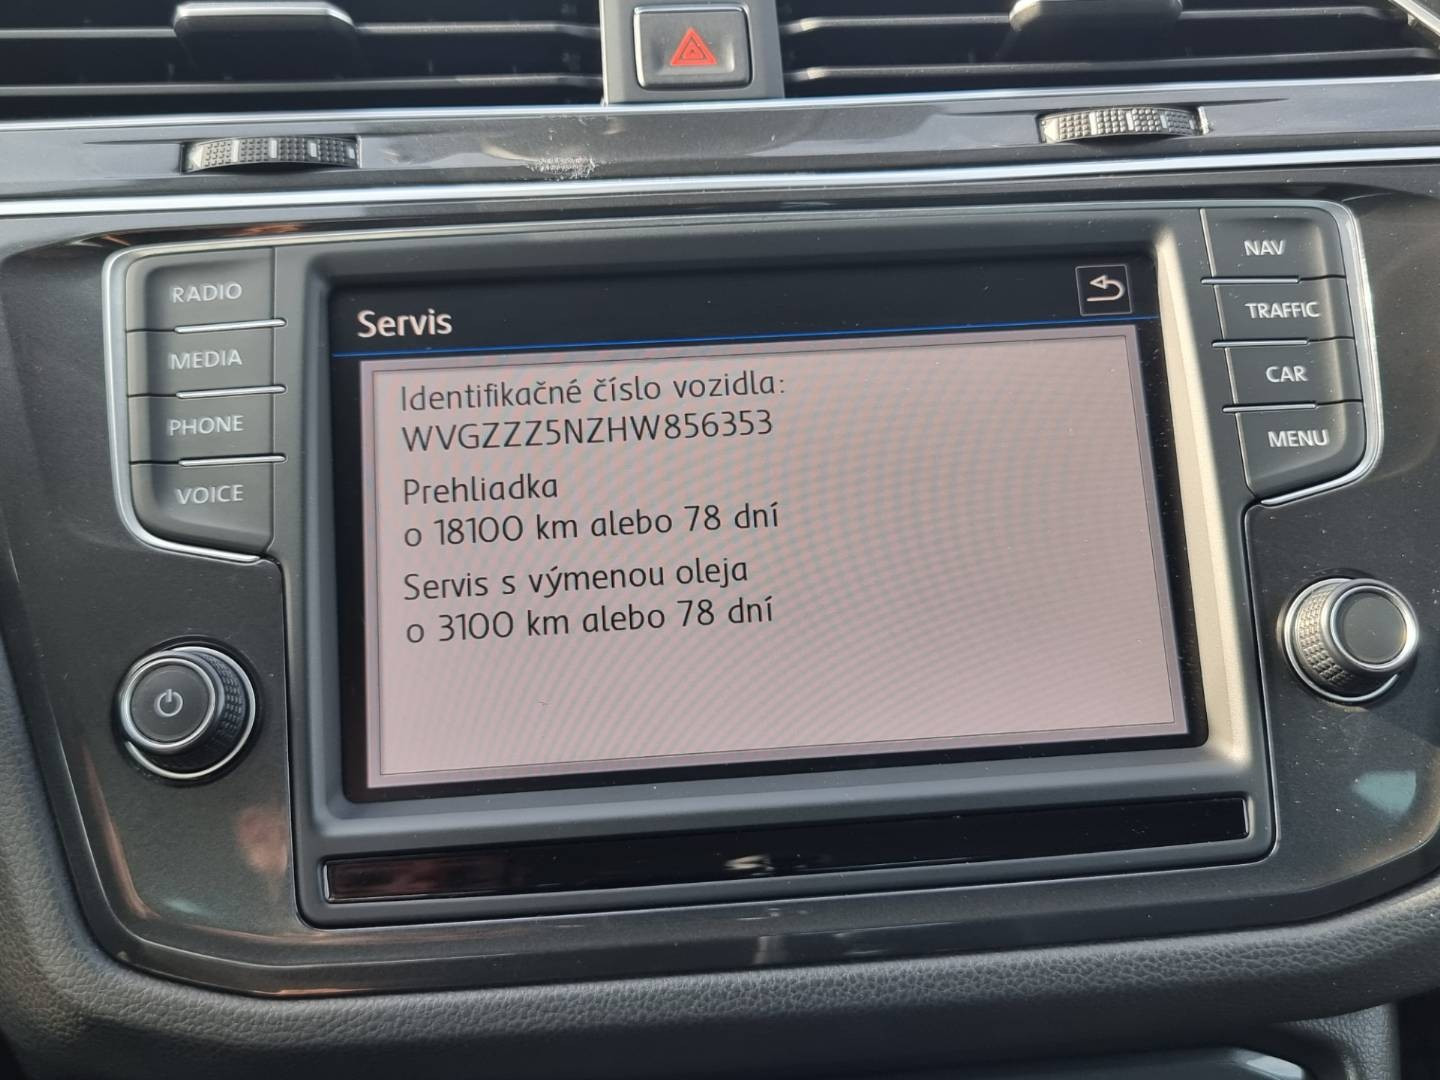 RADIO
MEDIA
PHONE
VOICE
Servis
Identifikačné číslo vozidla:
WVGZZZ5NZHW856353
Prehliadka
o 18100 km alebo 78 dní
Servis s výmenou oleja
o 3100 km alebo 78 dní
NAV
TRAFFIC
CAR
MENU